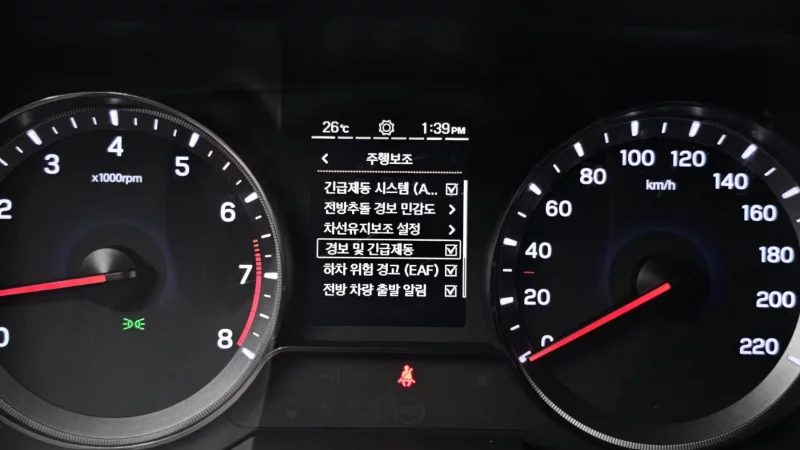 26℃ 1:39PM
주행보조
긴급제동 시스템 (A...
전방추돌 경보 민감도
차선유지보조 설정
경보 및 긴급제동
하차 위험 경고 (EAF)
전방 차량 출발 알림
0 2 3 4 5 6 7 8
x1000rpm
0 20 40 60 80 100 120 140 160 180 200 220
km/h